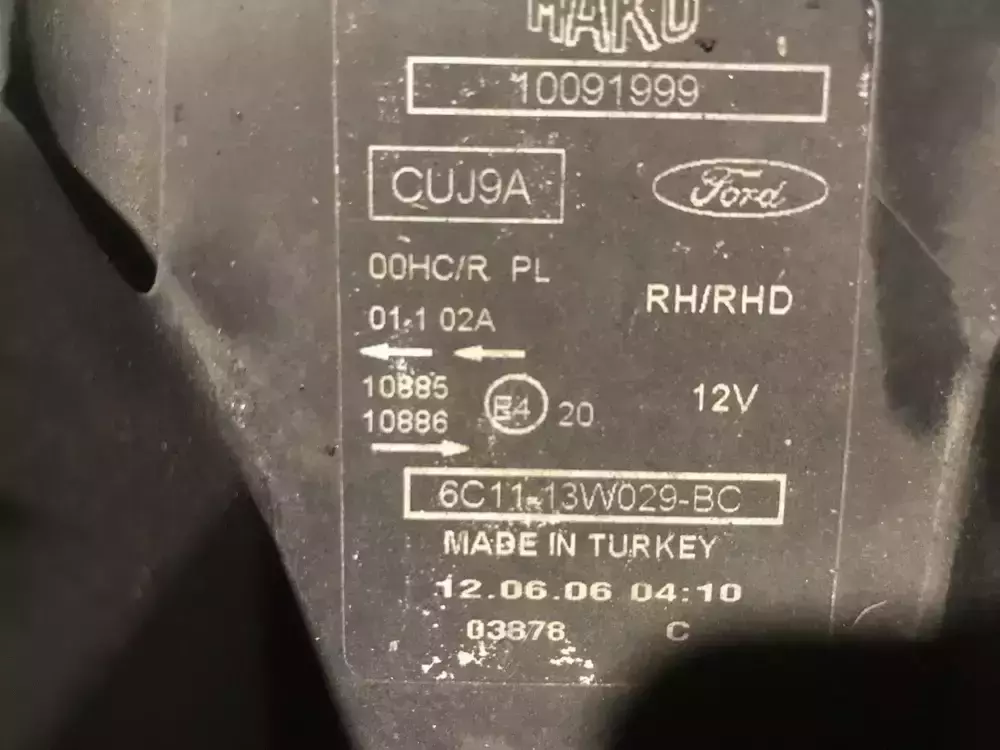 MAKO
10091999
CUJ9A
Ford
00HC/R PL
RH/RHD
01.1 02A
10885
10886
E4 20
12V
6C11-13W029-BC
MADE IN TURKEY
12.06.06 04:10
03878 C